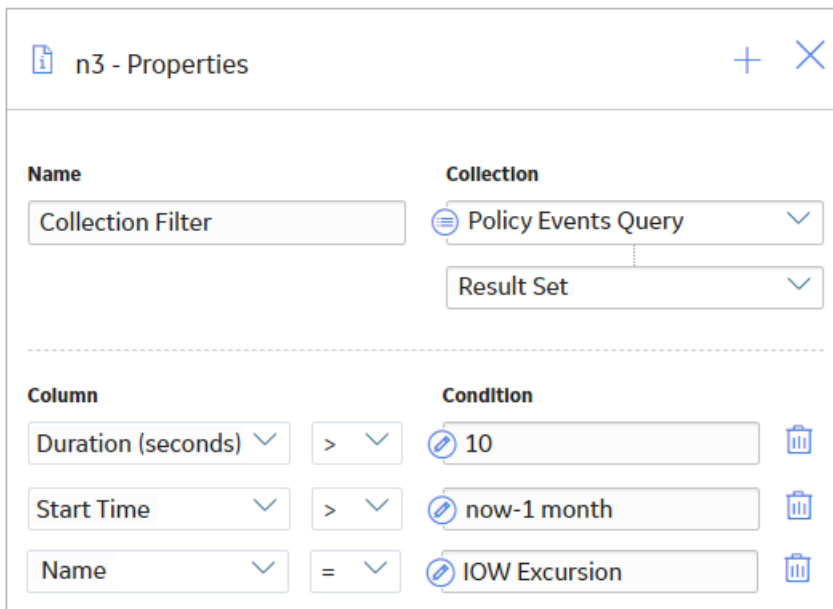 n3 - Properties
Name
Collection
Collection Filter
Policy Events Query
Result Set
Column
Condition
Duration (seconds) > 10
Start Time > now-1 month
Name = IOW Excursion